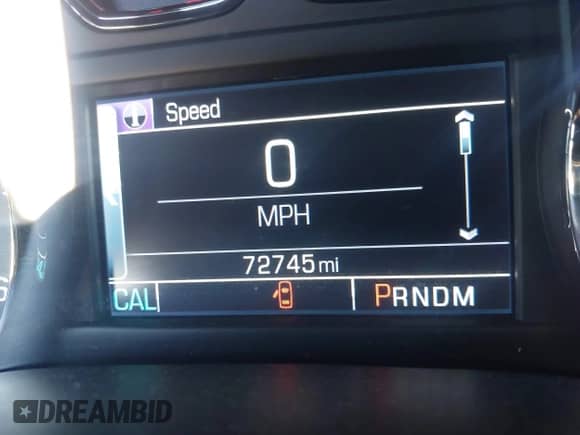 Speed
0
MPH
72745 mi
CAL
PRNDM
DREAMBID